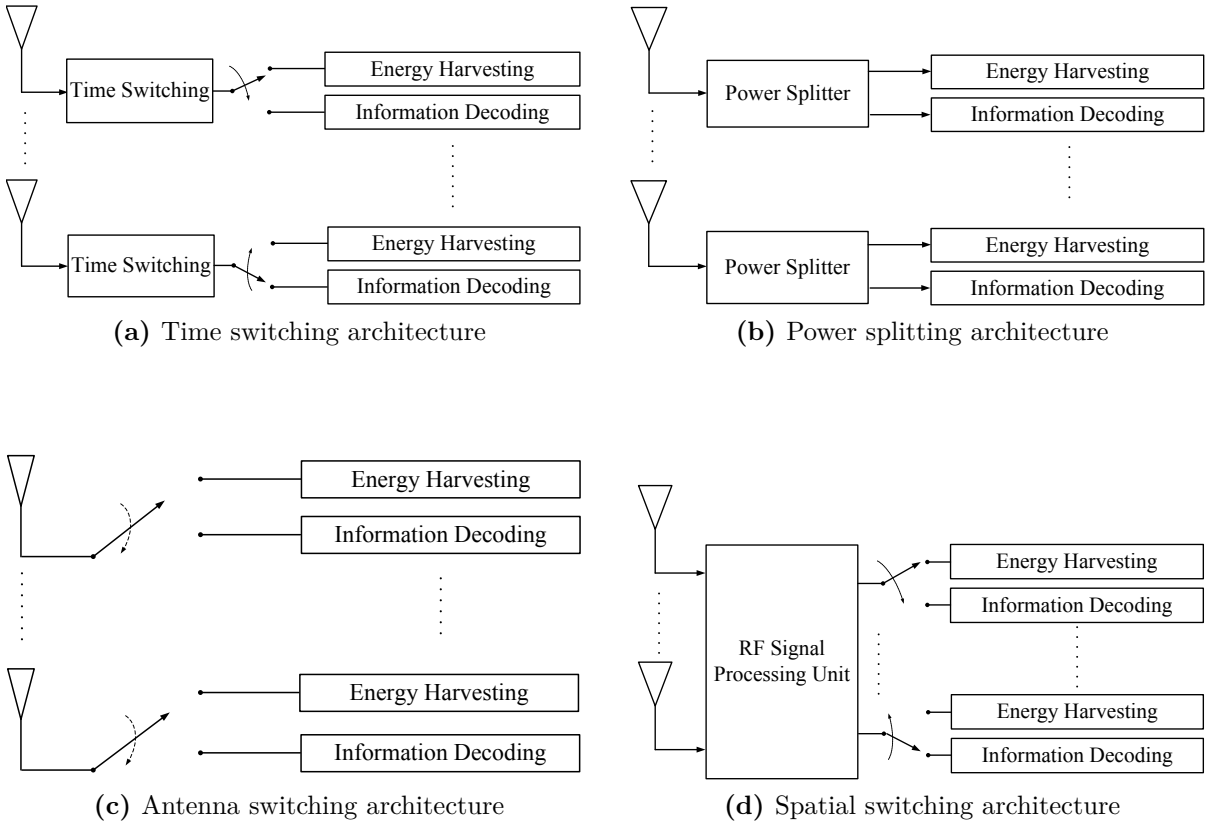 Time Switching
Energy Harvesting
Information Decoding
Time Switching
Energy Harvesting
Information Decoding
(a) Time switching architecture
Power Splitter
Energy Harvesting
Information Decoding
Power Splitter
Energy Harvesting
Information Decoding
(b) Power splitting architecture
Energy Harvesting
Information Decoding
Energy Harvesting
Information Decoding
(c) Antenna switching architecture
RF Signal
Processing Unit
Energy Harvesting
Information Decoding
Energy Harvesting
Information Decoding
(d) Spatial switching architecture